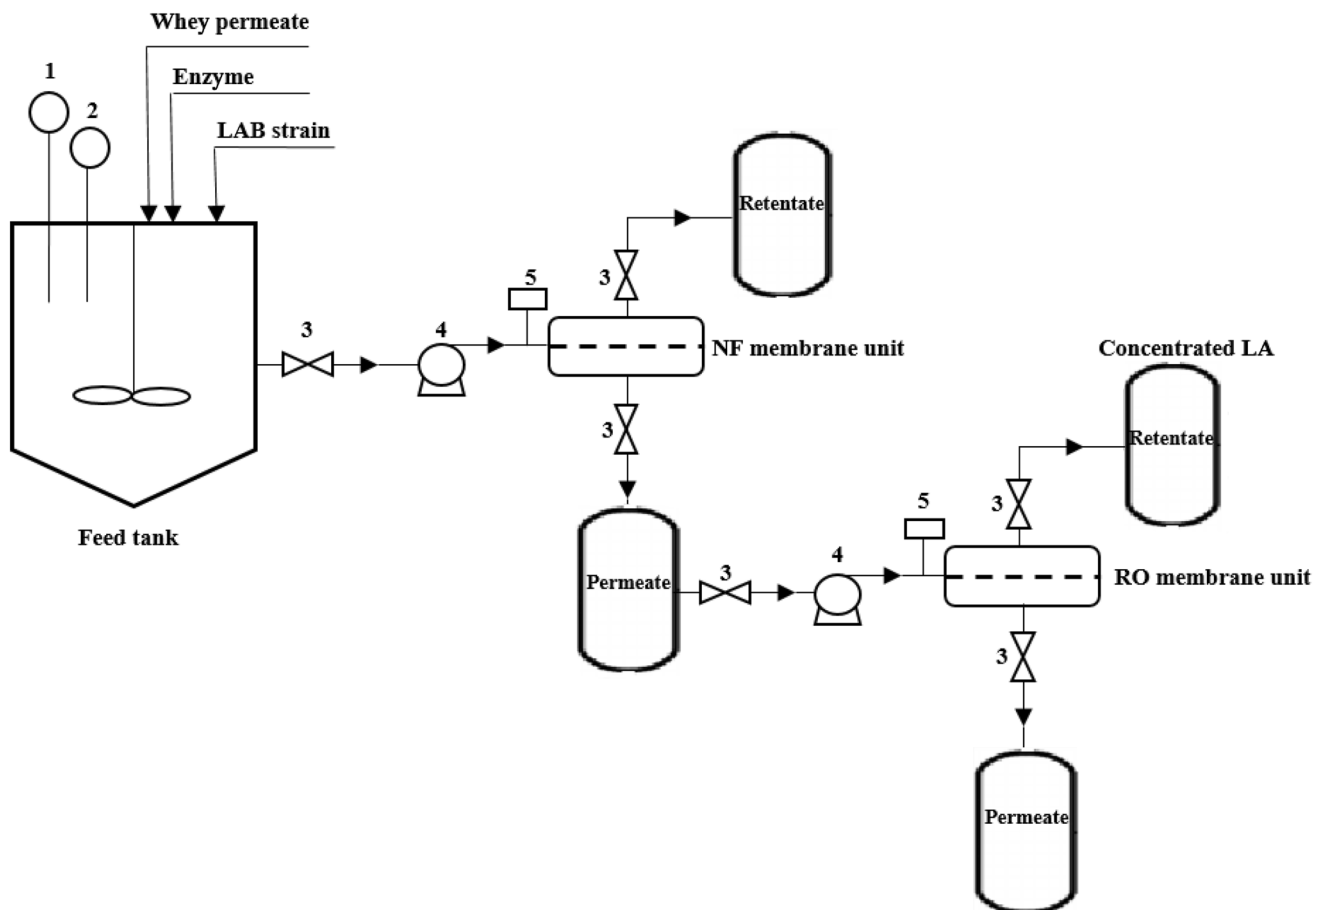 Whey permeate
1
Enzyme
2
LAB strain
Retentate
3
5
3
4
NF membrane unit
Concentrated LA
3
Retentate
Feed tank
5
3
4
Permeate
3
RO membrane unit
3
Permeate